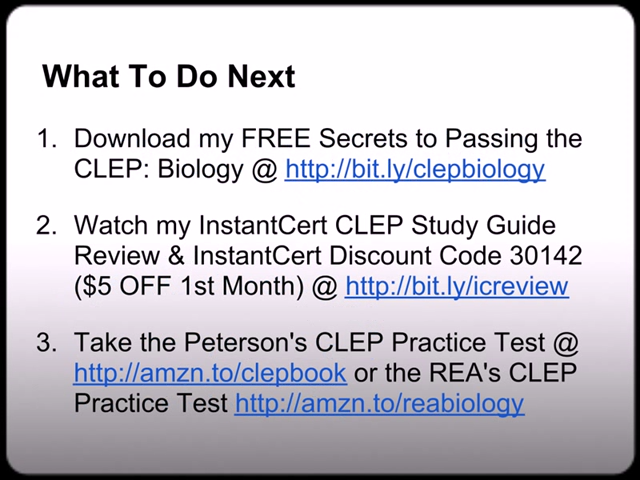 What To Do Next
1. Download my FREE Secrets to Passing the
CLEP: Biology @ http://bit.ly/clepbiology
2. Watch my InstantCert CLEP Study Guide
Review & InstantCert Discount Code 30142
($5 OFF 1st Month) @ http://bit.ly/icreview
3. Take the Peterson's CLEP Practice Test @
http://amzn.to/clepbook or the REA's CLEP
Practice Test http://amzn.to/reabiology